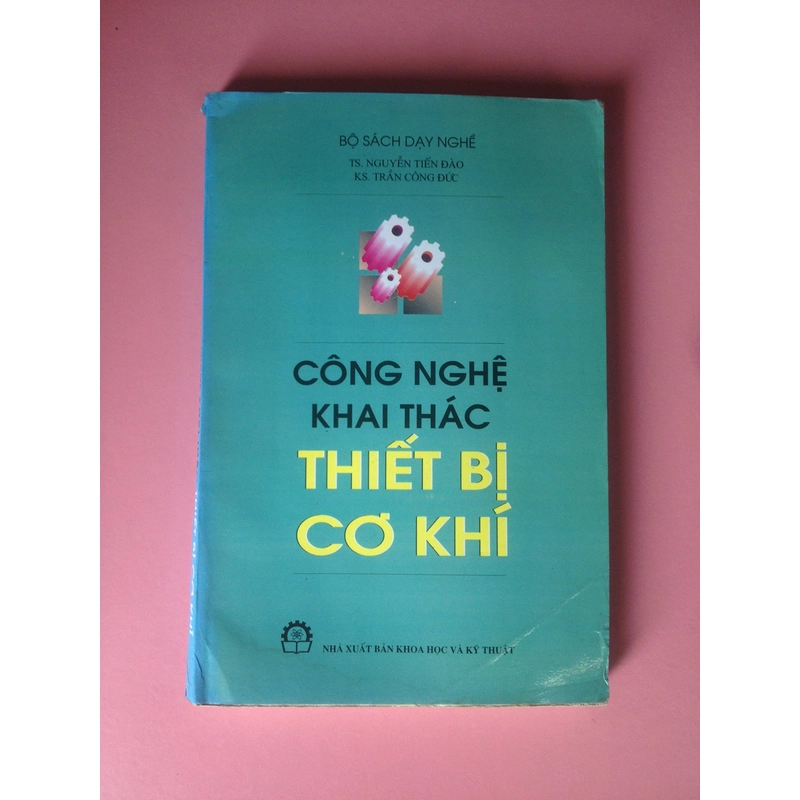 BỘ SÁCH DẠY NGHỀ
TS. NGUYỄN TIẾN ĐÀO
KS. TRẦN CÔNG ĐỨC
CÔNG NGHỆ
KHAI THÁC
THIẾT BỊ
CƠ KHÍ
NHÀ XUẤT BẢN KHOA HỌC VÀ KỸ THUẬT